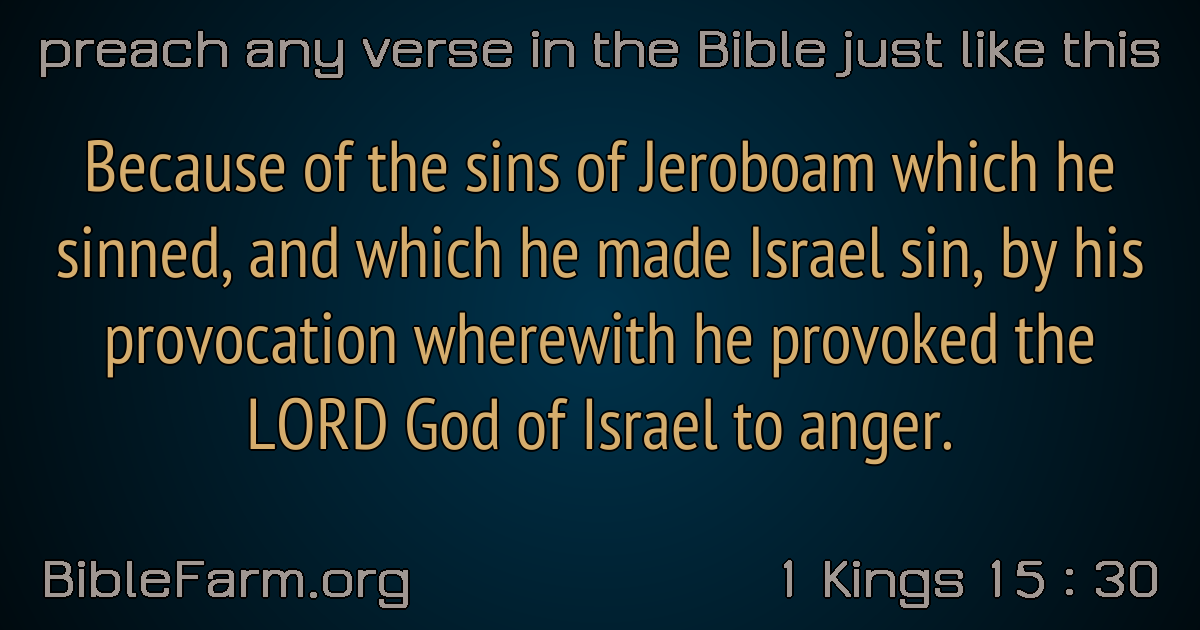 preach any verse in the Bible just like this
Because of the sins of Jeroboam which he
sinned, and which he made Israel sin, by his
provocation wherewith he provoked the
LORD God of Israel to anger.
BibleFarm.org
1 Kings 15 : 30